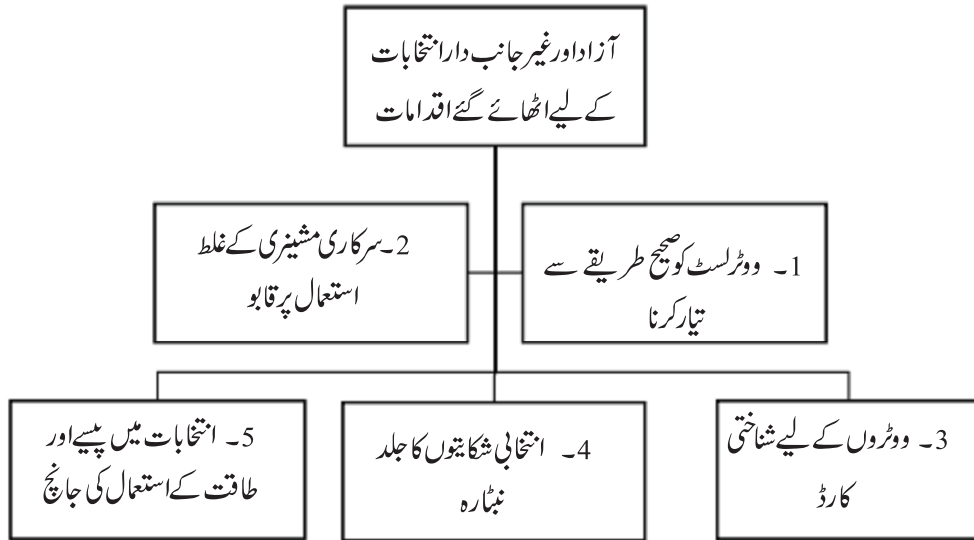 آزاد اور غیر جانب دار انتخابات
کے لیے اٹھائے گئے اقدامات
1۔ ووٹر لسٹ کو صحیح طریقے سے
تیار کرنا
2۔ سرکاری مشینری کے غلط
استعمال پر قابو
3۔ ووٹروں کے لیے شناختی
کارڈ
4۔ انتخابی شکایتوں کا جلد
نبٹارہ
5۔ انتخابات میں پیسے اور
طاقت کے استعمال کی جانچ